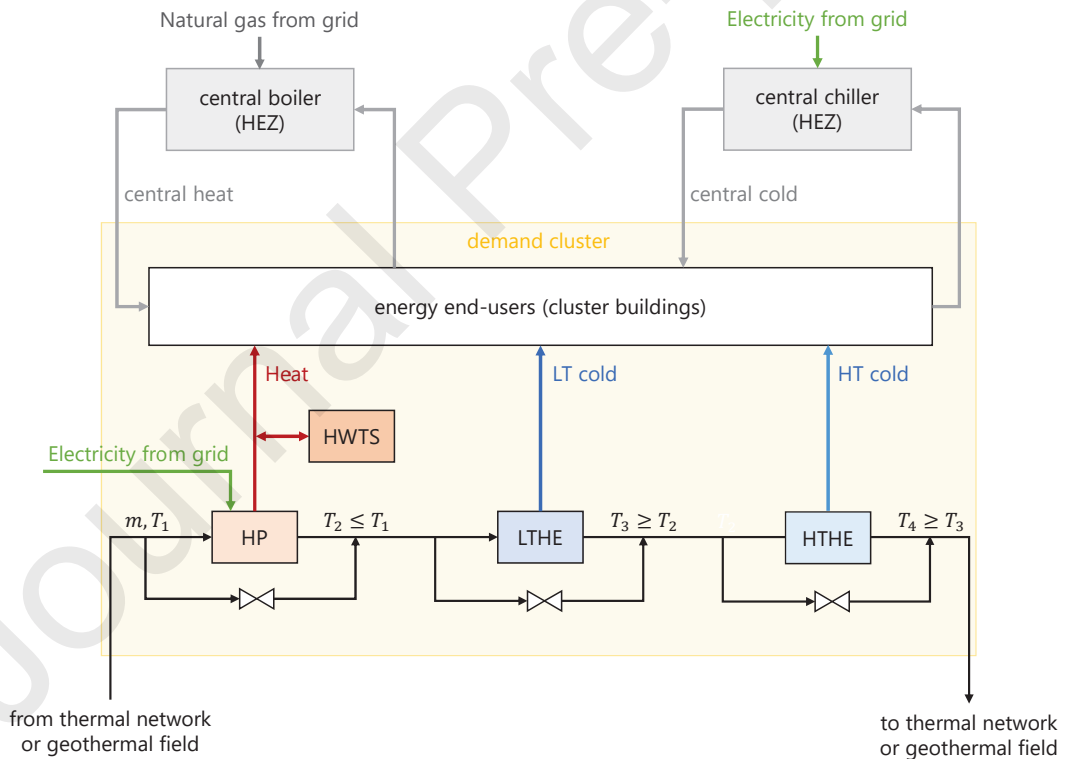 Natural gas from grid
Electricity from grid
central boiler
(HEZ)
central chiller
(HEZ)
central heat
central cold
demand cluster
energy end-users (cluster buildings)
Heat
LT cold
HT cold
HWTS
Electricity from grid
m, T₁
HP
T₂ ≤ T₁
LTHE
T₃ ≥ T₂
HTHE
T₄ ≥ T₃
from thermal network
or geothermal field
to thermal network
or geothermal field
Journal Pre-